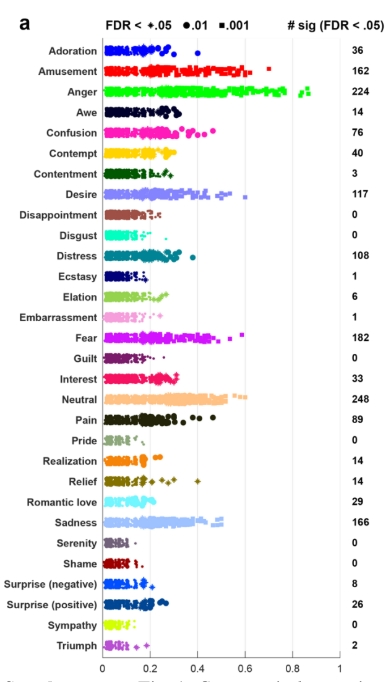 a FDR < ✦.05 ●.01 ■.001 # sig (FDR < .05)
Adoration 36
Amusement 162
Anger 224
Awe 14
Confusion 76
Contempt 40
Contentment 3
Desire 117
Disappointment 0
Disgust 0
Distress 108
Ecstasy 1
Elation 6
Embarrassment 1
Fear 182
Guilt 0
Interest 33
Neutral 248
Pain 89
Pride 0
Realization 14
Relief 14
Romantic love 29
Sadness 166
Serenity 0
Shame 0
Surprise (negative) 8
Surprise (positive) 26
Sympathy 0
Triumph 2
0 0.2 0.4 0.6 0.8 1